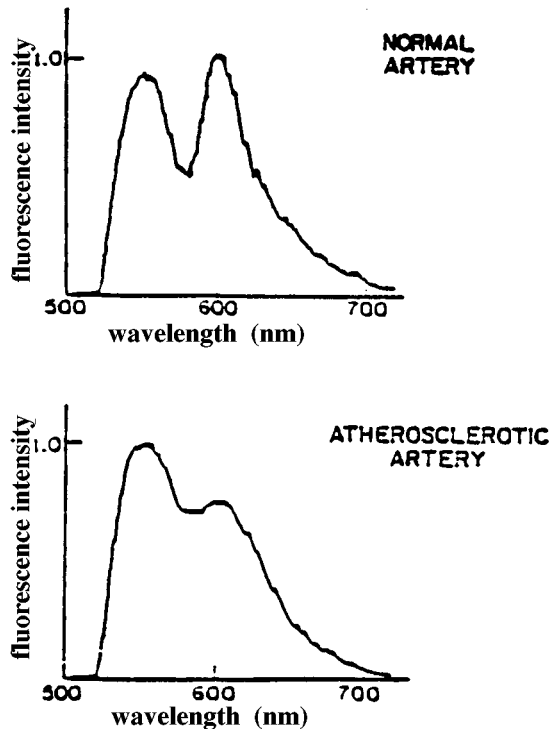 NORMAL
ARTERY
fluorescence intensity
1.0
500 600 700
wavelength (nm)
ATHEROSCLEROTIC
ARTERY
fluorescence intensity
1.0
500 600 700
wavelength (nm)